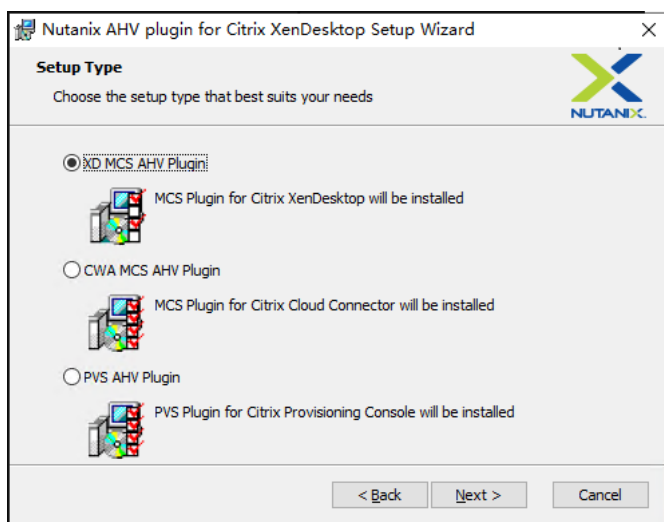 Nutanix AHV plugin for Citrix XenDesktop Setup Wizard
Setup Type
Choose the setup type that best suits your needs
NUTANIX.
XD MCS AHV Plugin
MCS Plugin for Citrix XenDesktop will be installed
CWA MCS AHV Plugin
MCS Plugin for Citrix Cloud Connector will be installed
PVS AHV Plugin
PVS Plugin for Citrix Provisioning Console will be installed
< Back Next > Cancel